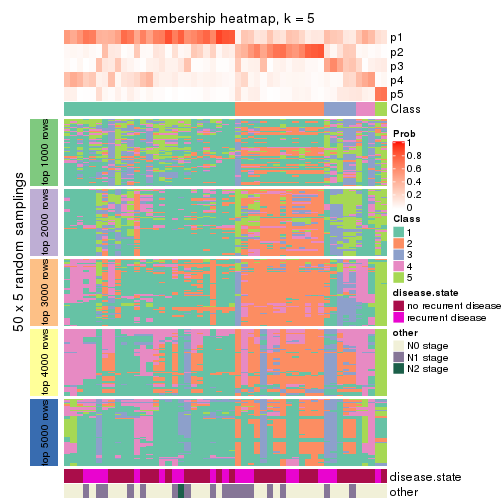 membership heatmap, k = 5
p1
p2
p3
p4
p5
Class
50 x 5 random samplings
top 1000 rows
top 2000 rows
top 3000 rows
top 4000 rows
top 5000 rows
disease.state
other
Prob
1
0.8
0.6
0.4
0.2
0
Class
1
2
3
4
5
disease.state
no recurrent disease
recurrent disease
other
N0 stage
N1 stage
N2 stage